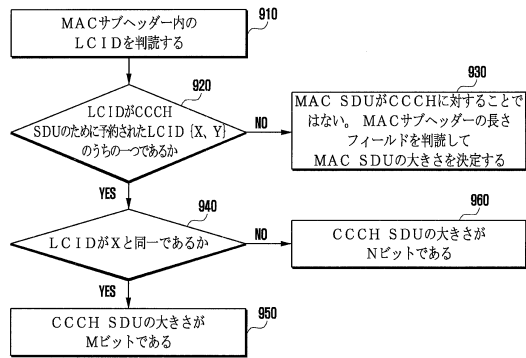 910
MACサブヘッダー内の
LCIDを判読する
920
LCIDがCCCH
SDUのために予約されたLCID {X、Y}
のうちの一つであるか
NO
930
MAC SDUがCCCHに対することで
はない。 MACサブヘッダーの長さ
フィールドを判読して
MAC SDUの大きさを決定する
YES
940
LCIDがXと同一であるか
NO
960
CCCH SDUの大きさが
Nビットである
YES
950
CCCH SDUの大きさが
Mビットである